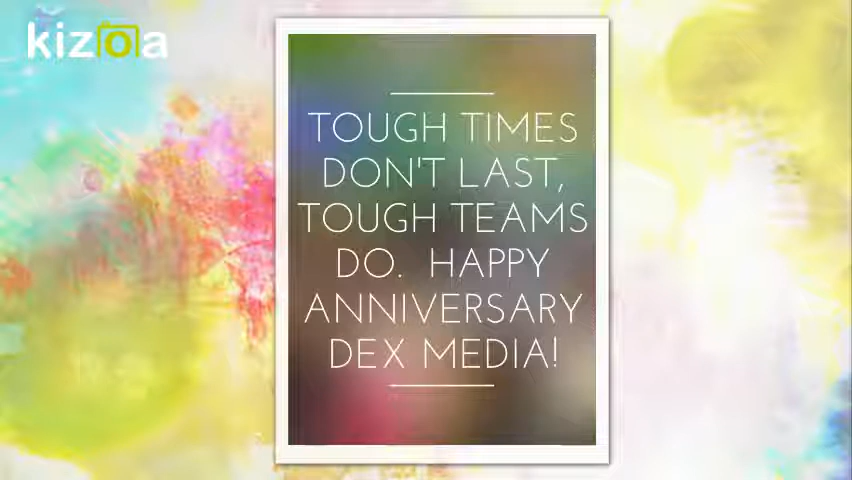 kizoa
TOUGH TIMES
DON'T LAST,
TOUGH TEAMS
DO. HAPPY
ANNIVERSARY
DEX MEDIA!